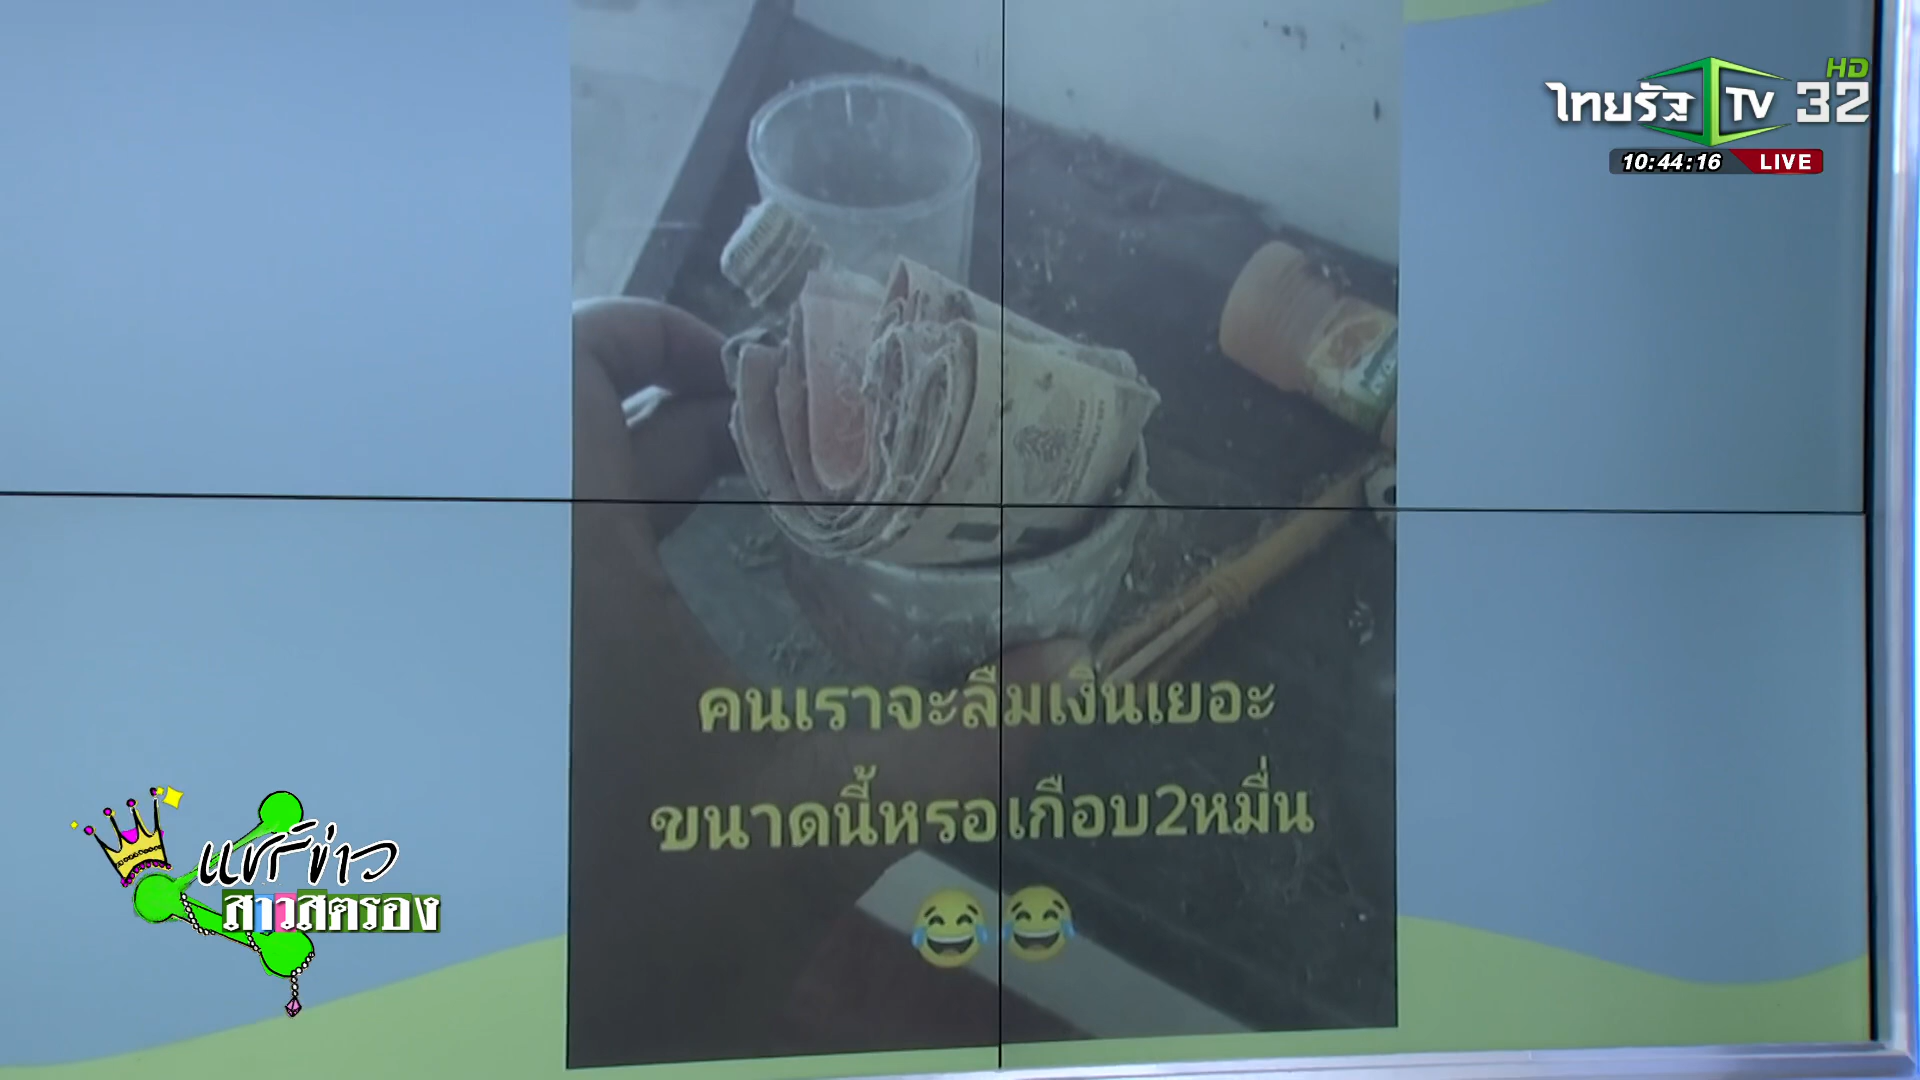 ไทยรัฐ TV 32 HD
10:44:16 LIVE
คนเราจะลืมเงินเยอะ
ขนาดนี้หรอเกือบ2หมื่น
แชร์ข่าว
สาวสตรอง